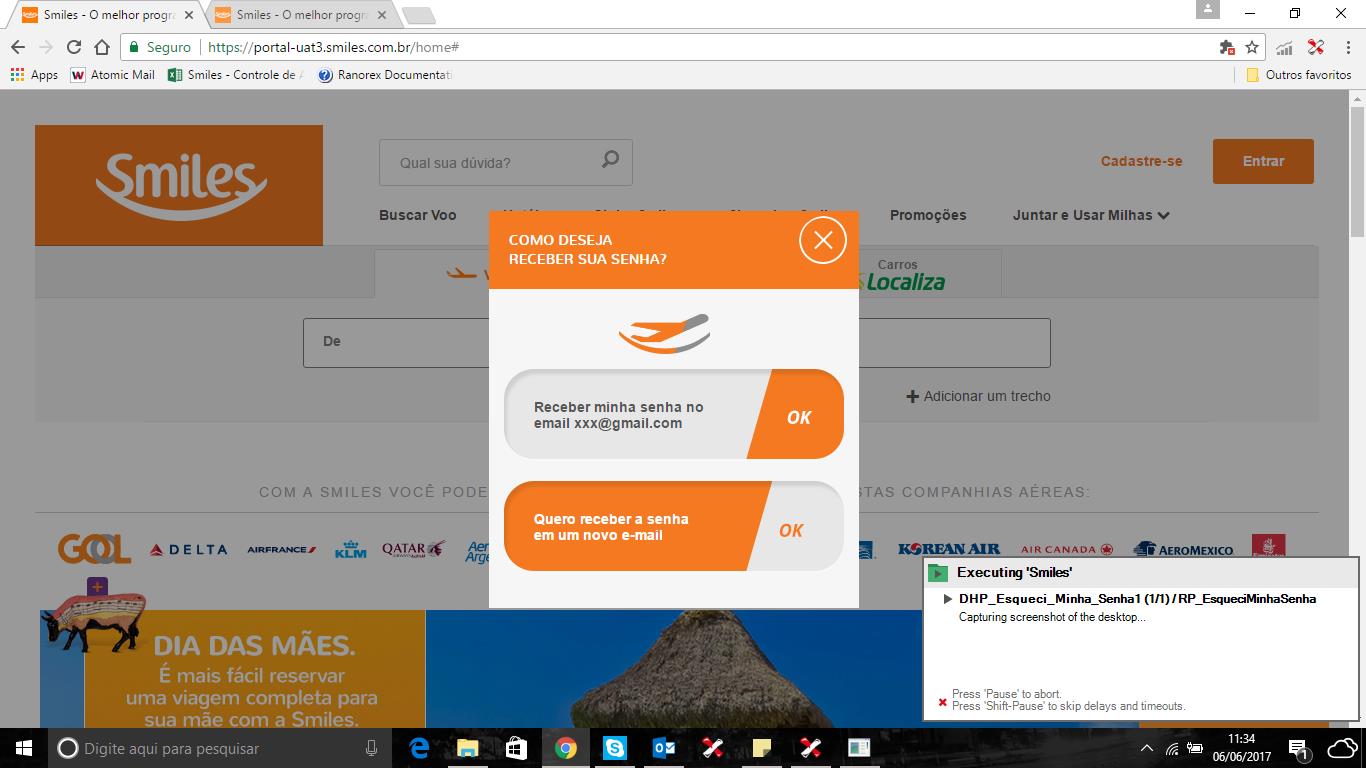 Smiles - O melhor progra
Smiles - O melhor progra
Seguro
https://portal-uat3.smiles.com.br/home#
Apps
Atomic Mail
Smiles - Controle de
Ranorex Documentati
Outros favoritos
Smiles
Qual sua dúvida?
Cadastre-se
Entrar
Buscar Voo
Promoções
Juntar e Usar Milhas
COMO DESEJA
RECEBER SUA SENHA?
Carros
Localiza
De
Adicionar um trecho
Receber minha senha no
email xxx@gmail.com
OK
Quero receber a senha
em um novo e-mail
OK
COM A SMILES VOCÊ PODE
STAS COMPANHIAS AÉREAS:
GOL
DELTA
AIRFRANCE
KLM
QATAR
KOREAN AIR
AIR CANADA
AEROMEXICO
Executing 'Smiles'
DHP_Esqueci_Minha_Senha1 (1/1) / RP_EsqueciMinhaSenha
Capturing screenshot of the desktop...
Press 'Pause' to abort.
Press 'Shift-Pause' to skip delays and timeouts.
DIA DAS MÃES.
É mais fácil reservar
uma viagem completa para
sua mãe com a Smiles.
Digite aqui para pesquisar
11:34
06/06/2017
1